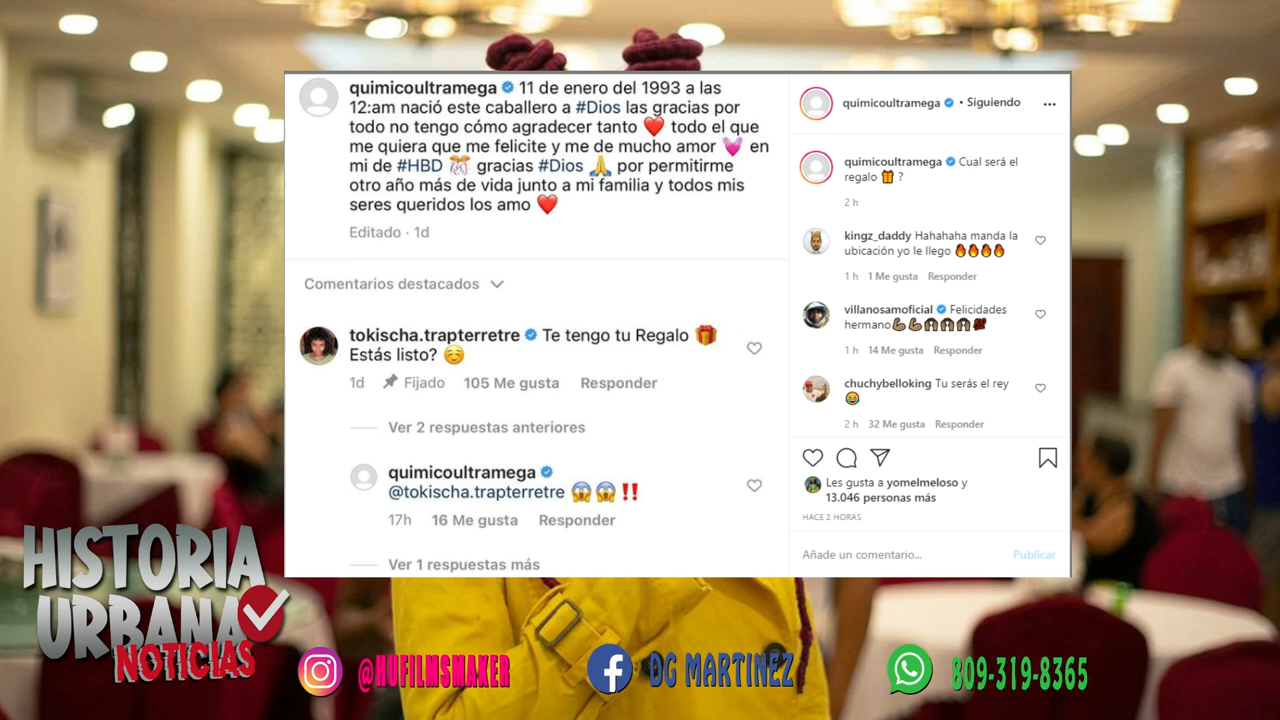 quimicoultramega 11 de enero del 1993 a las
12:am nació este caballero a #Dios las gracias por
todo no tengo cómo agradecer tanto ❤️ todo el que
me quiera que me felicite y me de mucho amor 💓 en
mi de #HBD 🎊 gracias #Dios 🙏 por permitirme
otro año más de vida junto a mi familia y todos mis
seres queridos los amo ❤️
Editado · 1d
Comentarios destacados
tokischa.trapterretre Te tengo tu Regalo 🎁
Estás listo? ☺️
1d Fijado 105 Me gusta Responder
Ver 2 respuestas anteriores
quimicoultramega
@tokischa.trapterretre 😱😱‼️
17h 16 Me gusta Responder
Ver 1 respuestas más
quimicoultramega • Siguiendo
quimicoultramega Cual será el
regalo 🎁 ?
2 h
kingz_daddy Hahahaha manda la
ubicación yo le llego 🔥🔥🔥🔥
1 h 1 Me gusta Responder
villanosamoficial Felicidades
hermano
1 h 14 Me gusta Responder
chuchybelloking Tu serás el rey
😂
2 h 32 Me gusta Responder
Les gusta a yomelmeloso y
13.046 personas más
HACE 2 HORAS
Añade un comentario... Publicar
HISTORIA
URBANA
NOTICIAS
@HUFILMSMAKER
DG MARTINEZ
809-319-8365